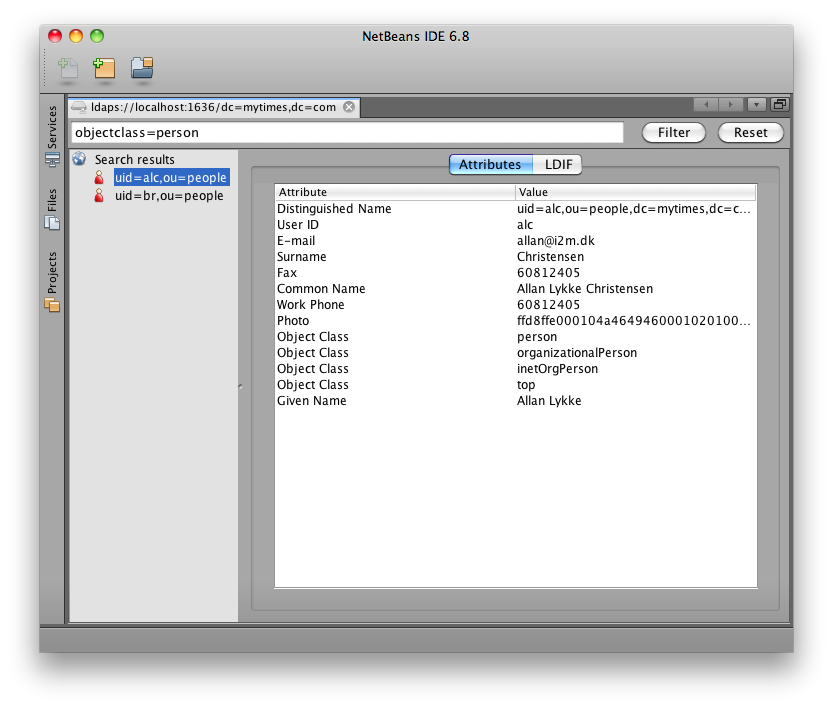 NetBeans IDE 6.8
Services
Files
Projects
ldaps://localhost:1636/dc=mytimes,dc=com
objectclass=person
Filter
Reset
Search results
uid=alc,ou=people
uid=br,ou=people
Attributes LDIF
Attribute Value
Distinguished Name uid=alc,ou=people,dc=mytimes,dc=c...
User ID alc
E-mail allan@i2m.dk
Surname Christensen
Fax 60812405
Common Name Allan Lykke Christensen
Work Phone 60812405
Photo ffd8ffe000104a4649460001020100...
Object Class person
Object Class organizationalPerson
Object Class inetOrgPerson
Object Class top
Given Name Allan Lykke